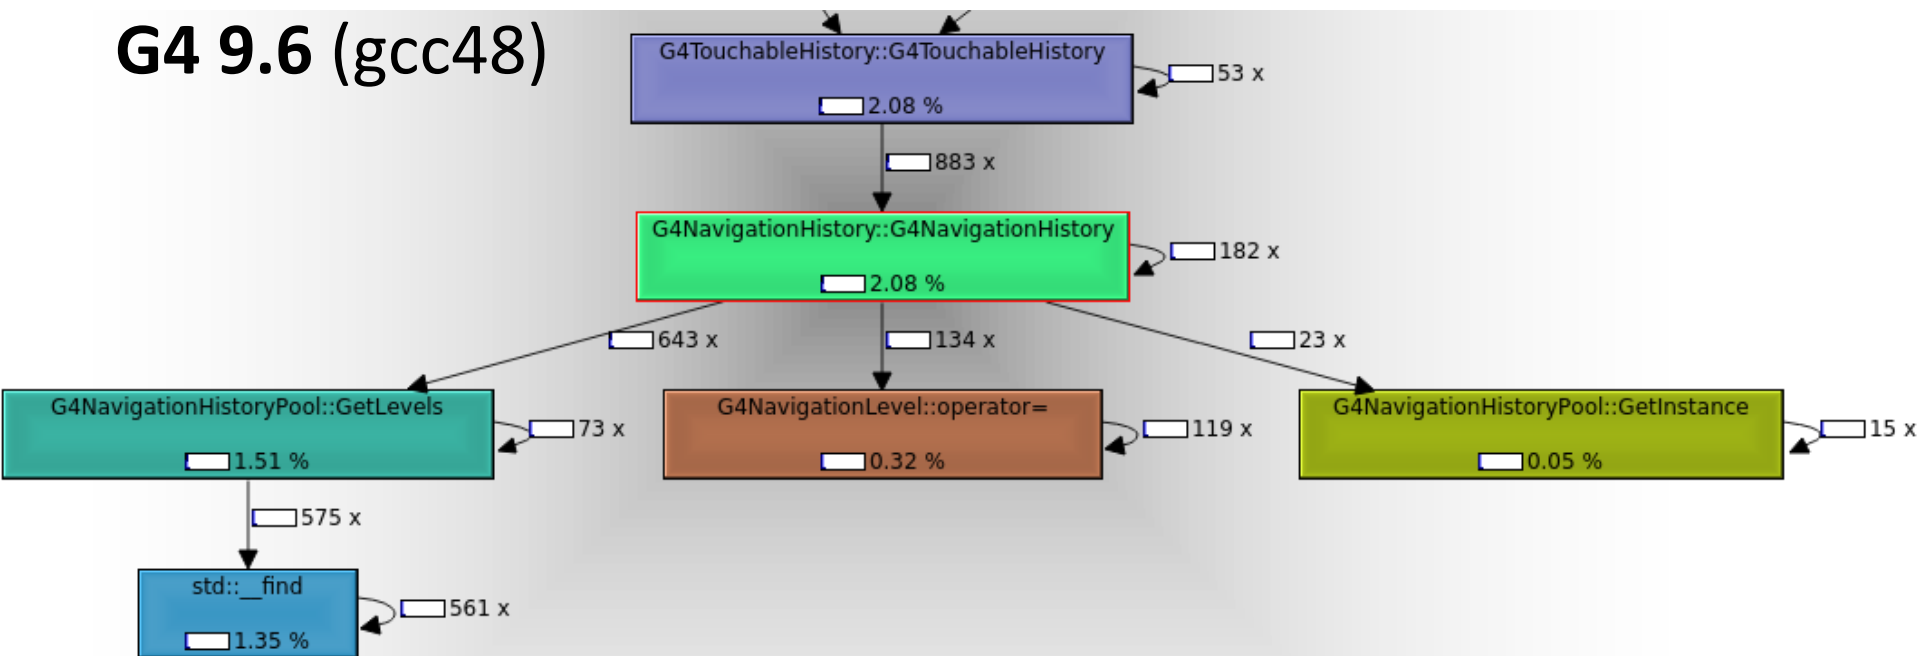 G4 9.6 (gcc48)
G4TouchableHistory::G4TouchableHistory
2.08 %
53 x
883 x
G4NavigationHistory::G4NavigationHistory
2.08 %
182 x
643 x
134 x
23 x
G4NavigationHistoryPool::GetLevels
1.51 %
73 x
G4NavigationLevel::operator=
0.32 %
119 x
G4NavigationHistoryPool::GetInstance
0.05 %
15 x
575 x
std::__find
1.35 %
561 x